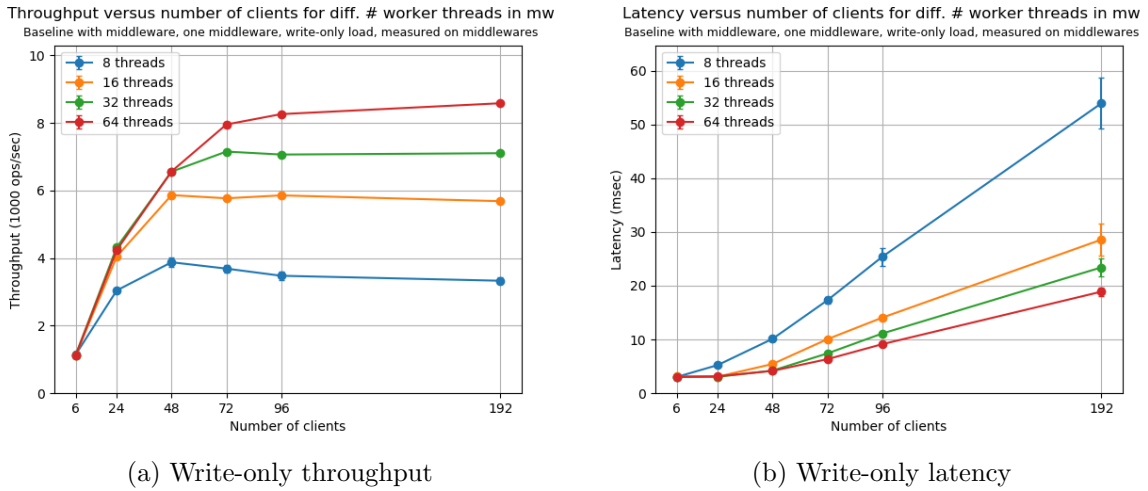 Throughput versus number of clients for diff. # worker threads in mw
Baseline with middleware, one middleware, write-only load, measured on middlewares
10
8
6
4
2
0
Throughput (1000 ops/sec)
8 threads
16 threads
32 threads
64 threads
6 24 48 72 96 192
Number of clients
(a) Write-only throughput
Latency versus number of clients for diff. # worker threads in mw
Baseline with middleware, one middleware, write-only load, measured on middlewares
60
50
40
30
20
10
0
Latency (msec)
8 threads
16 threads
32 threads
64 threads
6 24 48 72 96 192
Number of clients
(b) Write-only latency